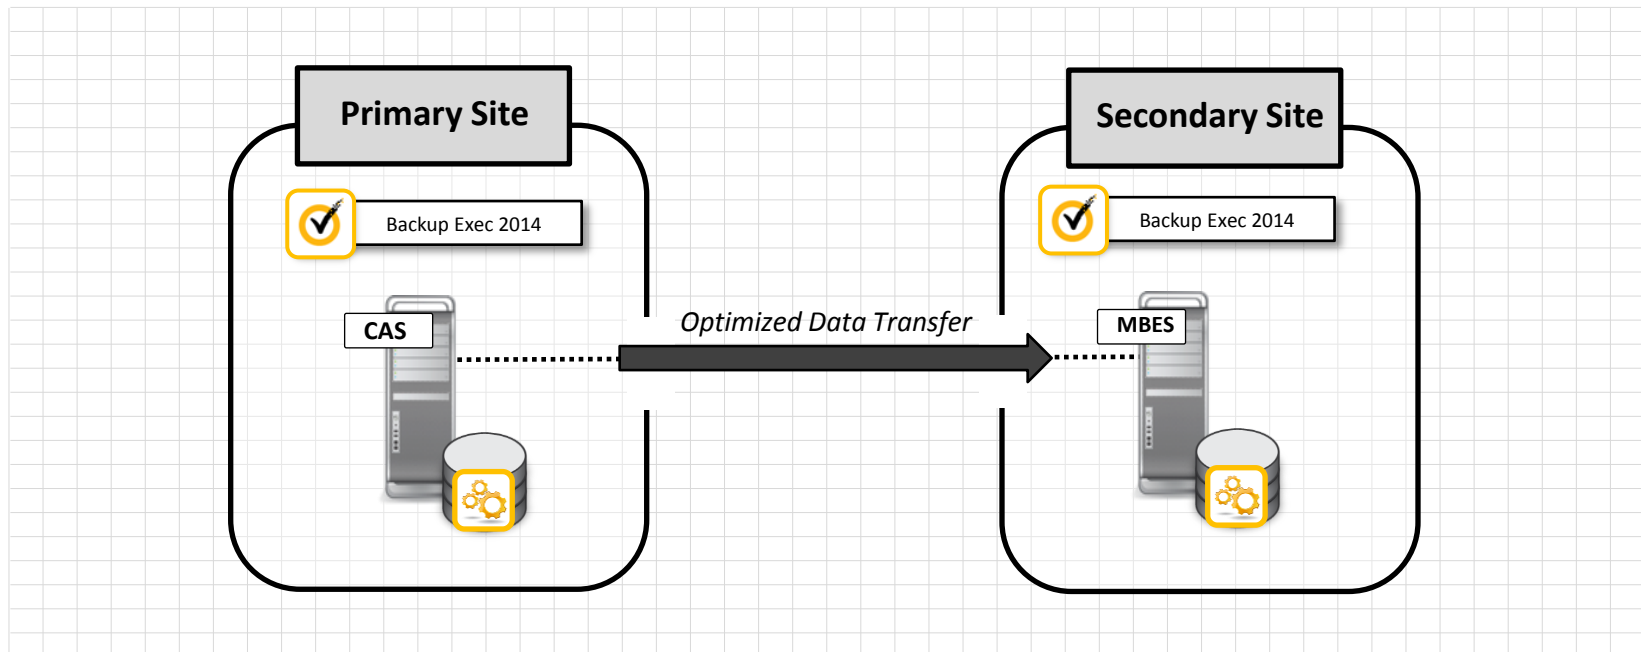 Primary Site
Secondary Site
Backup Exec 2014
Backup Exec 2014
CAS
Optimized Data Transfer
MBES